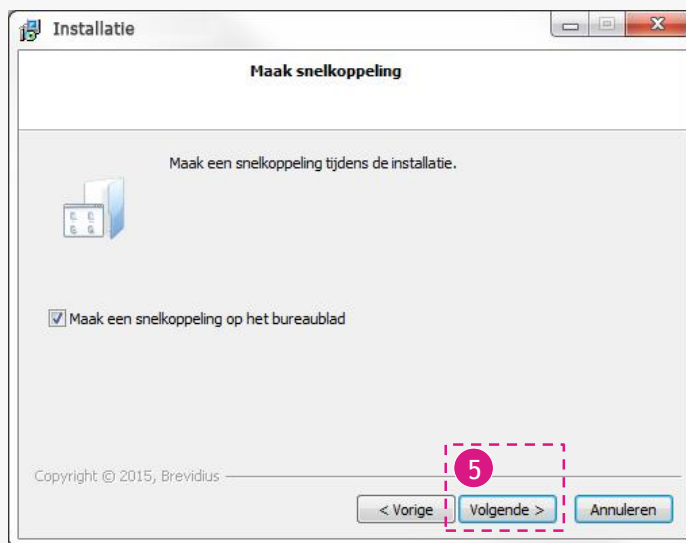 Installatie
Maak snelkoppeling
Maak een snelkoppeling tijdens de installatie.
Maak een snelkoppeling op het bureaublad
Copyright © 2015, Brevidius
5
< Vorige
Volgende >
Annuleren